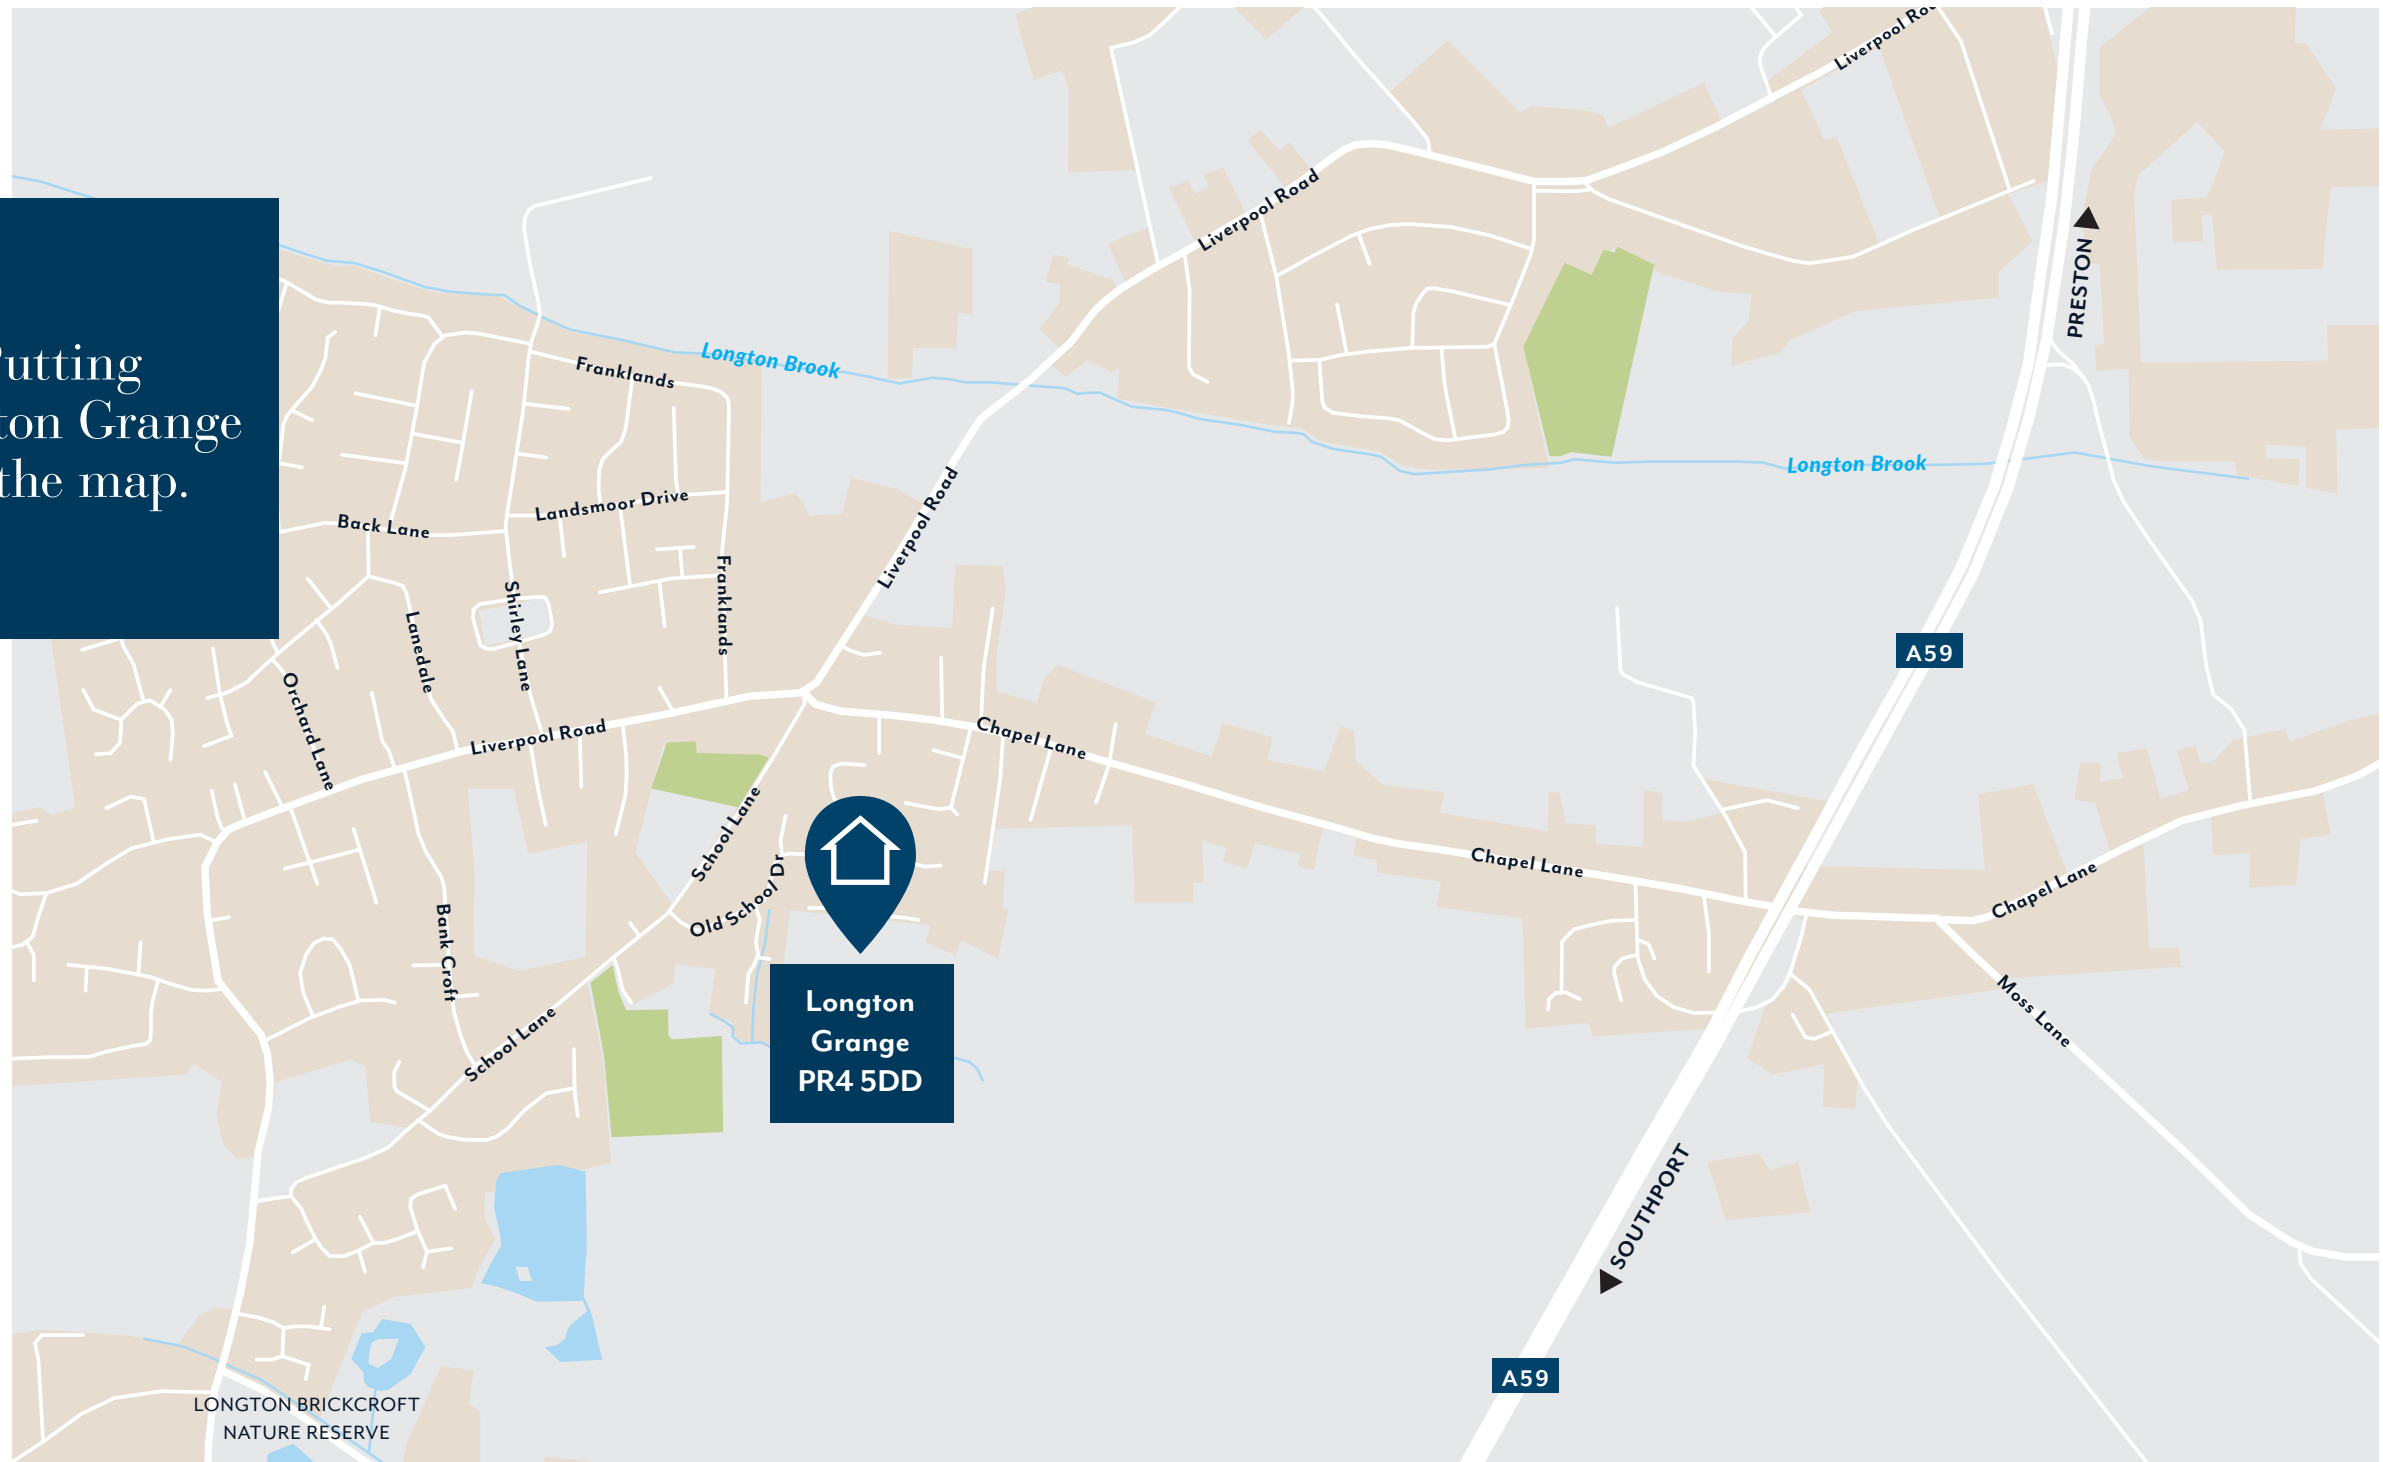 Liverpool
Liverpool Road
PRESTON
utting
ton Grange
the map.
Longton Brook
Franklands
Longton Brook
Liverpool Road
Landsmoor Drive
Back Lane
Franklands
Shirley Lane
Lanedale
A59
Orchard Lane
Liverpool Road
Chapel Lane
School Lane
Chapel Lane
Chapel Lane
Old School Dr
Bank Croft
Longton
Grange
PR4 5DD
Moss Lane
School Lane
SOUTHPORT
A59
LONGTON BRICKCROFT
NATURE RESERVE